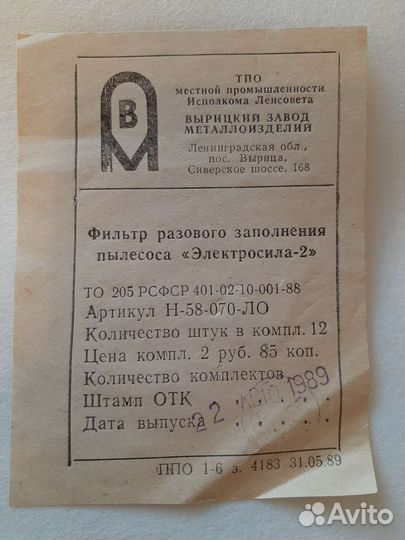 В
ТПО
местной промышленности
Исполкома Ленсовета
ВЫРИЦКИЙ ЗАВОД
МЕТАЛЛОИЗДЕЛИЙ
Ленинградская обл.,
пос. Вырица,
Сиверское шоссе, 168
Фильтр разового заполнения
пылесоса «Электросила-2»
ТО 205 РСФСР 401-02-10-001-88
Артикул Н-58-070-ЛО
Количество штук в компл. 12
Цена компл. 2 руб. 85 коп.
Количество комплектов
Штамп ОТК . . . .
Дата выпуска 22 1989
ППО 1-6 з. 4183 31.05.89
Avito